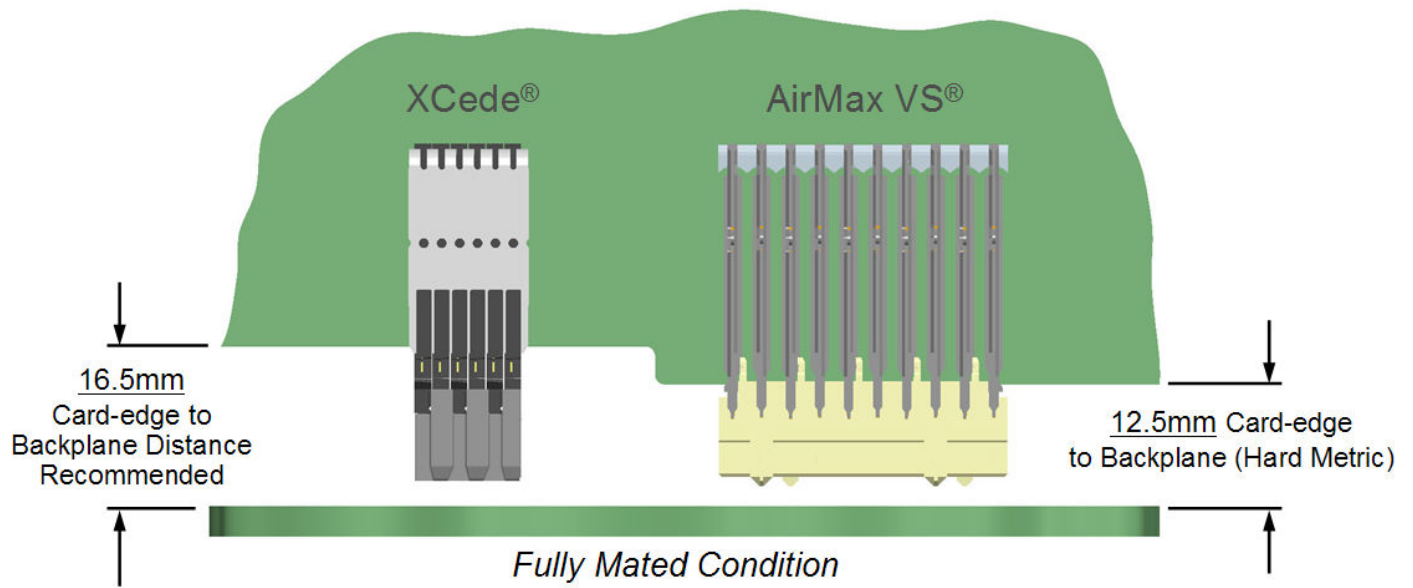 XCede®
AirMax VS®
16.5mm
Card-edge to
Backplane Distance
Recommended
12.5mm Card-edge
to Backplane (Hard Metric)
Fully Mated Condition